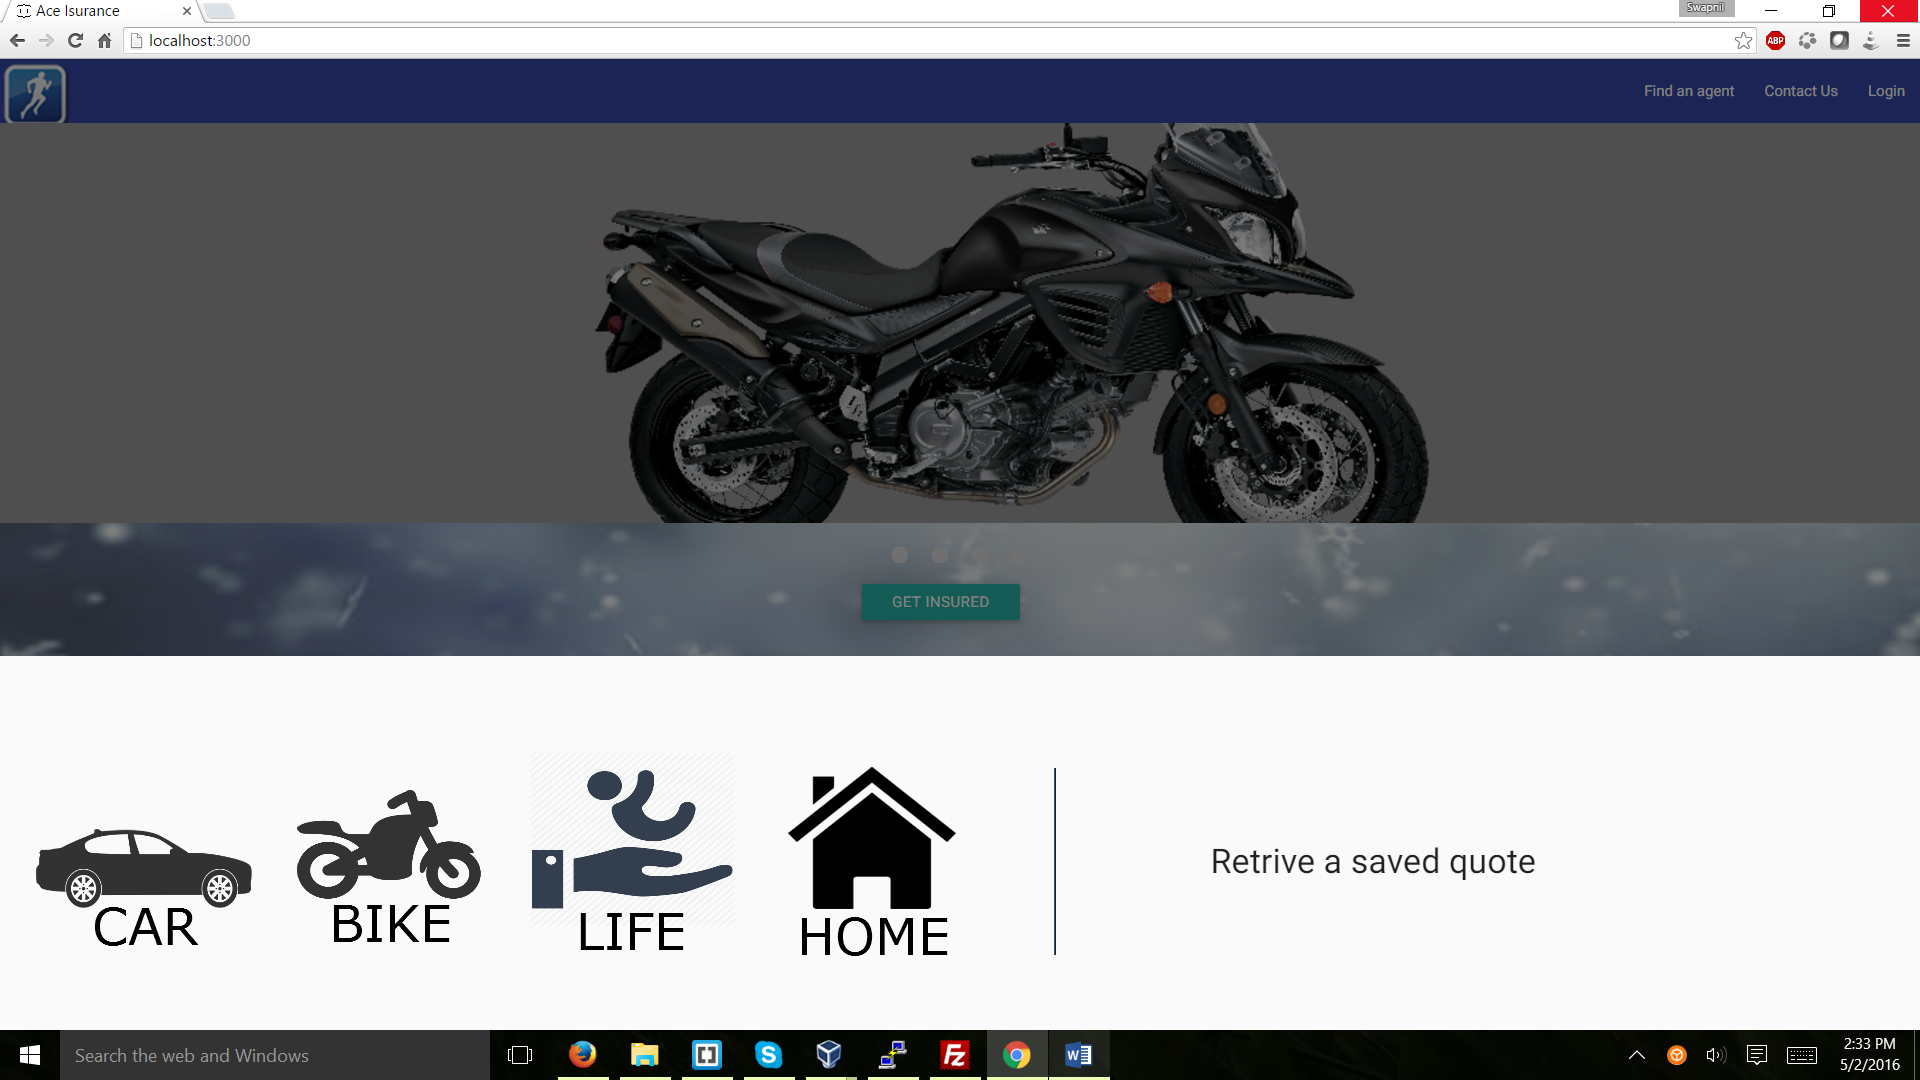 Ace Isurance
Swapnil
localhost:3000
ABP
Find an agent
Contact Us
Login
GET INSURED
CAR
BIKE
LIFE
HOME
Retrive a saved quote
Search the web and Windows
2:33 PM
5/2/2016